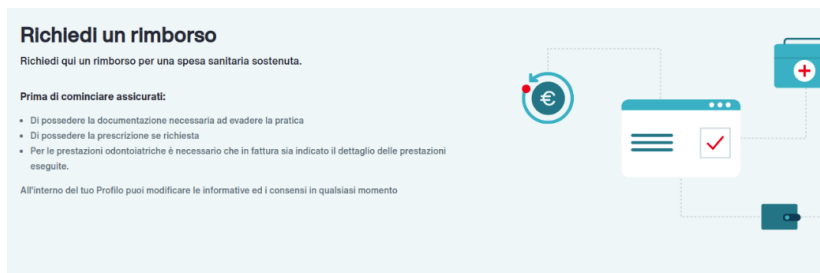 Richiedi un rimborso
Richiedi qui un rimborso per una spesa sanitaria sostenuta.
Prima di cominciare assicurati:
• Di possedere la documentazione necessaria ad evadere la pratica
• Di possedere la prescrizione se richiesta
• Per le prestazioni odontoiatriche è necessario che in fattura sia indicato il dettaglio delle prestazioni
eseguite.
All'interno del tuo Profilo puoi modificare le informative ed i consensi in qualsiasi momento
€